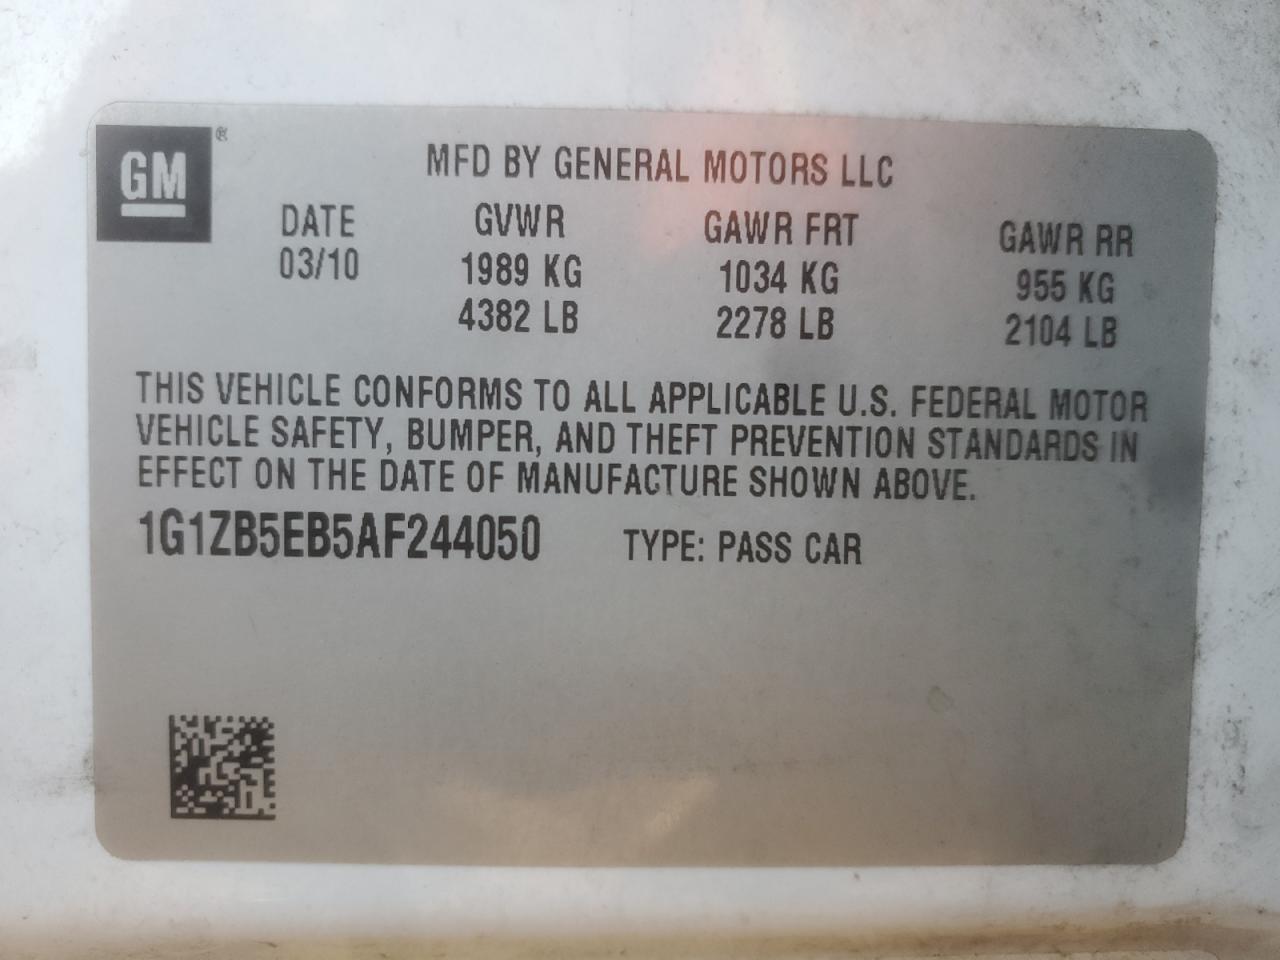 GM®
MFD BY GENERAL MOTORS LLC
DATE GVWR GAWR FRT GAWR RR
03/10 1989 KG 1034 KG 955 KG
4382 LB 2278 LB 2104 LB
THIS VEHICLE CONFORMS TO ALL APPLICABLE U.S. FEDERAL MOTOR
VEHICLE SAFETY, BUMPER, AND THEFT PREVENTION STANDARDS IN
EFFECT ON THE DATE OF MANUFACTURE SHOWN ABOVE.
1G1ZB5EB5AF244050 TYPE: PASS CAR